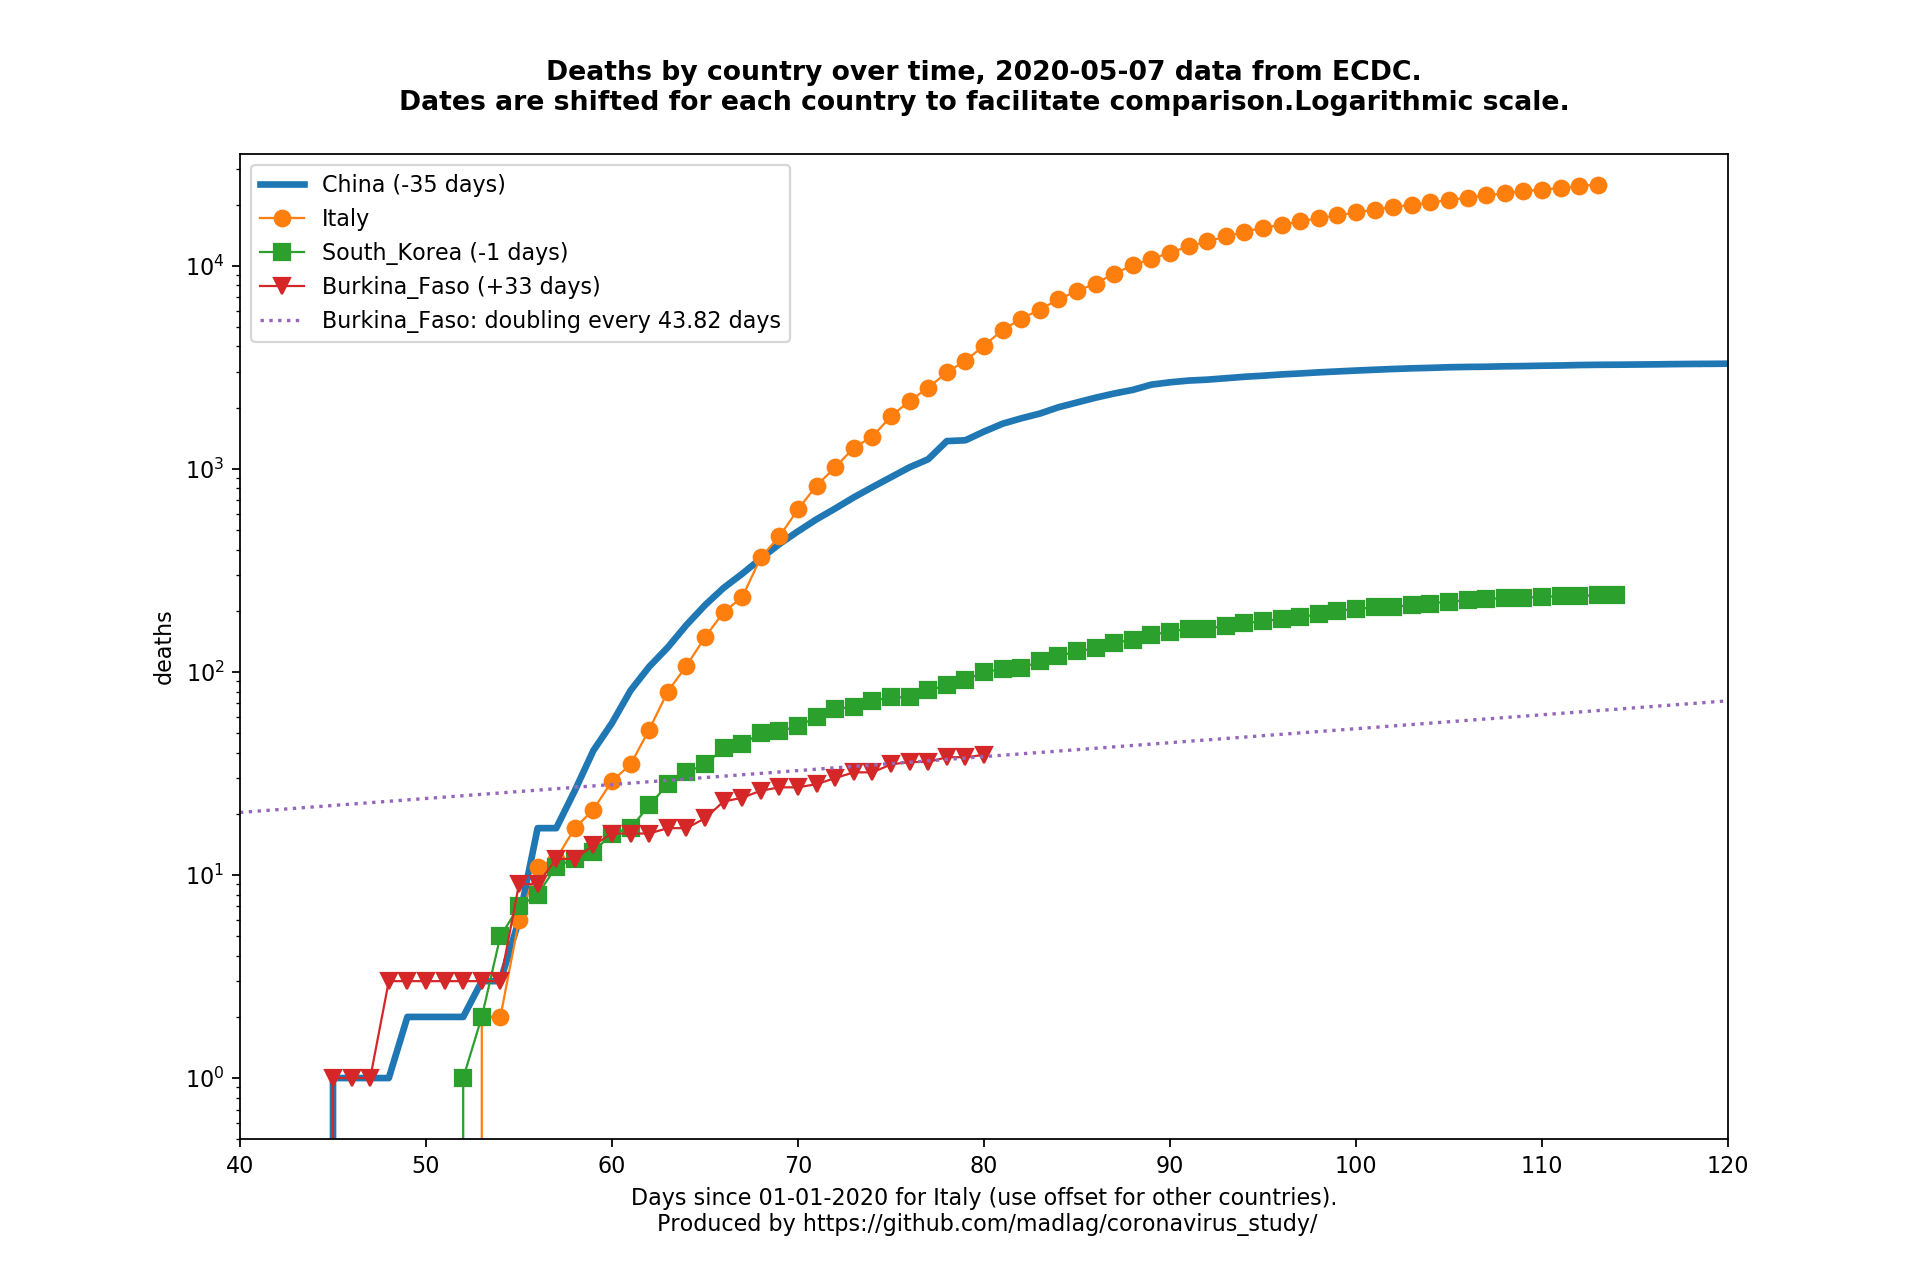 Deaths by country over time, 2020-05-07 data from ECDC.
Dates are shifted for each country to facilitate comparison.Logarithmic scale.
China (-35 days)
Italy
South_Korea (-1 days)
Burkina_Faso (+33 days)
Burkina_Faso: doubling every 43.82 days
deaths
10⁴
10³
10²
10¹
10⁰
40 50 60 70 80 90 100 110 120
Days since 01-01-2020 for Italy (use offset for other countries).
Produced by https://github.com/madlag/coronavirus_study/